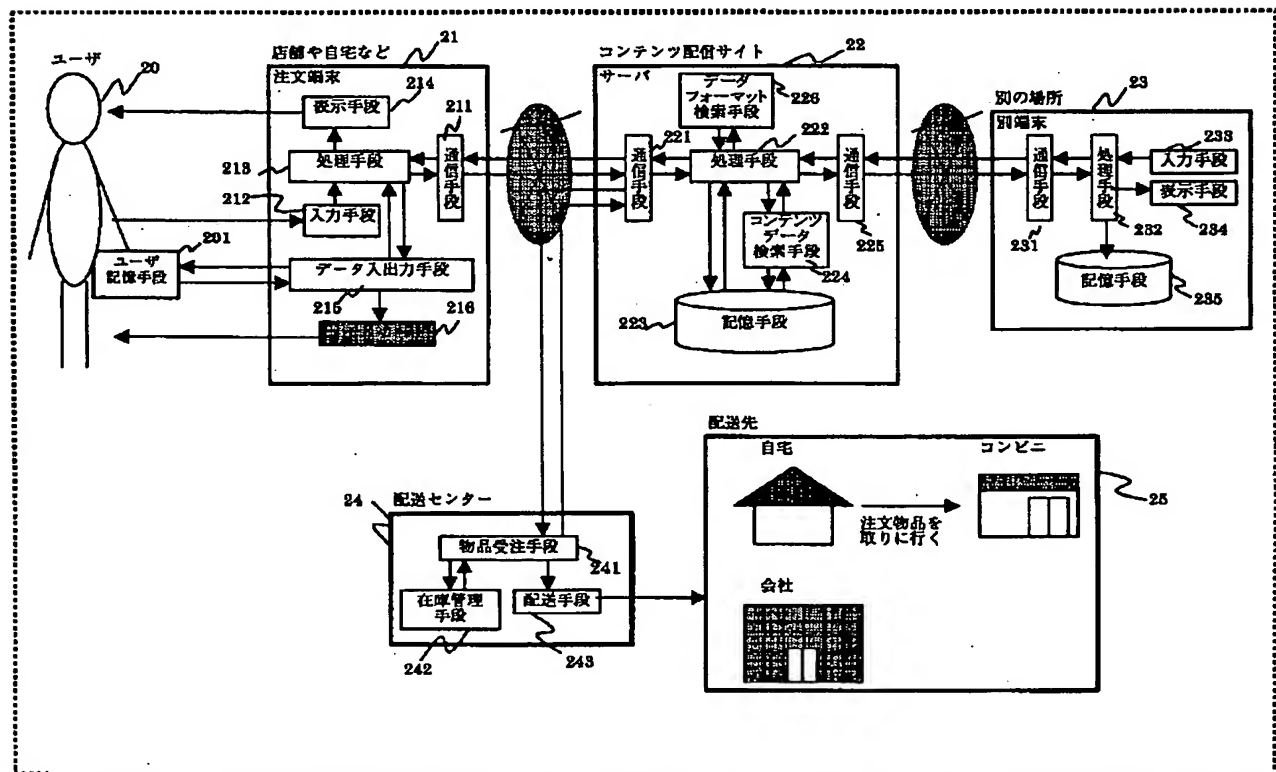 ユーザ
20
店舗や自宅など
21
注文端末
表示手段
214
211
処理手段
213
通信手段
212
入力手段
201
ユーザ
記憶手段
データ入出力手段
215
216
コンテンツ配信サイト
22
サーバ
データ
フォーマット
検索手段
226
221
222
通信手段
処理手段
通信手段
225
コンテンツ
データ
検索手段
224
223
記憶手段
別の場所
23
別端末
233
通信手段
処理手段
入力手段
表示手段
231
232
234
記憶手段
235
配送センター
24
物品受注手段
241
在庫管理
手段
配送手段
242
243
配送先
自宅
コンビニ
25
注文物品を
取りに行く
会社